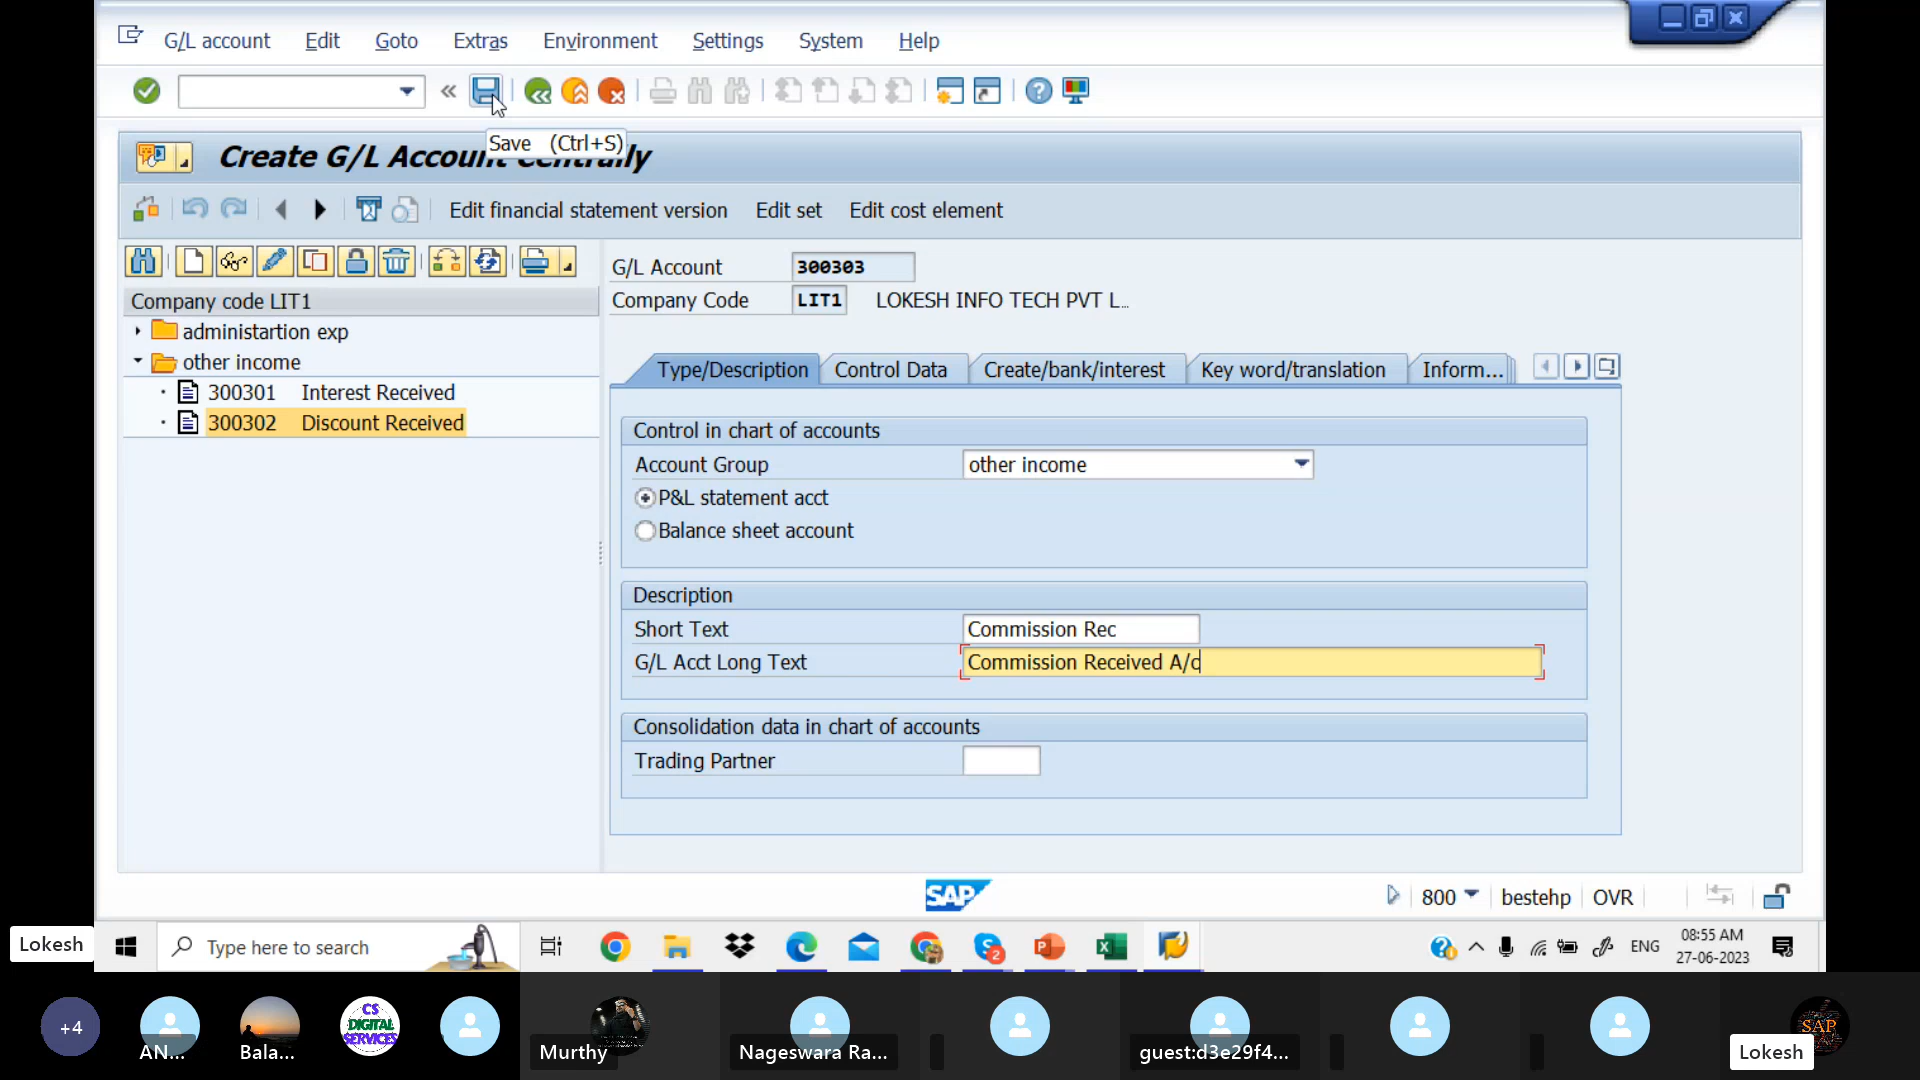 G/L account Edit Goto Extras Environment Settings System Help
Save (Ctrl+S)
Create G/L Account Centrally
Edit financial statement version Edit set Edit cost element
G/L Account 300303
Company Code LIT1 LOKESH INFO TECH PVT L...
Company code LIT1
administartion exp
other income
300301 Interest Received
300302 Discount Received
Type/Description Control Data Create/bank/interest Key word/translation Inform...
Control in chart of accounts
Account Group other income
P&L statement acct
Balance sheet account
Description
Short Text Commission Rec
G/L Acct Long Text Commission Received A/c
Consolidation data in chart of accounts
Trading Partner
SAP
800 bestehp OVR
Lokesh
Type here to search
2
ENG
08:55 AM
27-06-2023
+4
AN...
Bala...
CS
DIGITAL
SERVICES
Murthy
Nageswara Ra...
guest:d3e29f4...
SAP
Lokesh